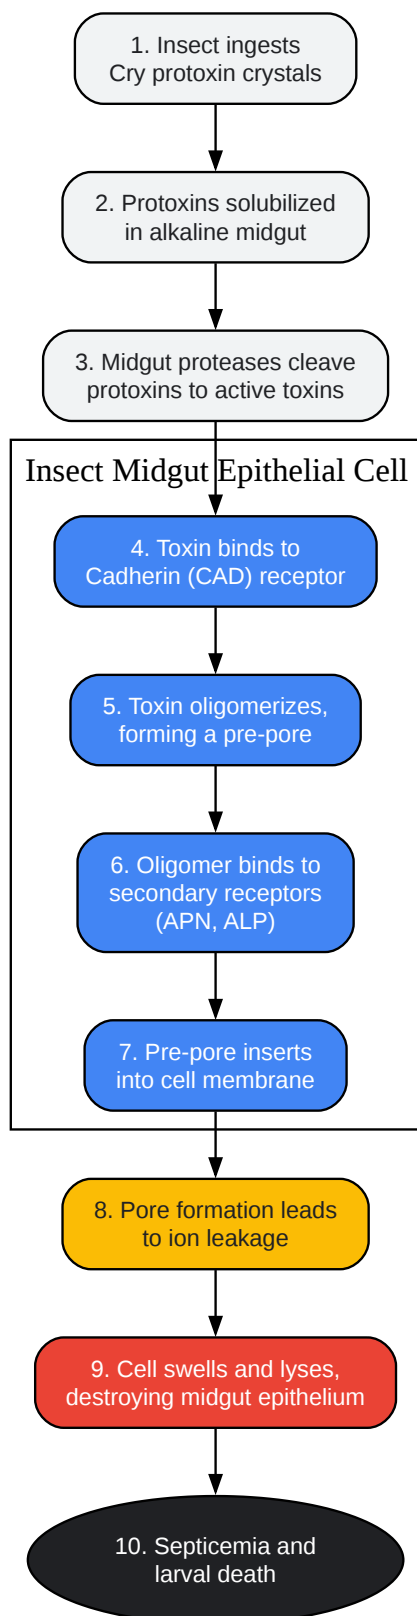 1. Insect ingests
Cry protoxin crystals
2. Protoxins solubilized
in alkaline midgut
3. Midgut proteases cleave
protoxins to active toxins
Insect Midgut Epithelial Cell
4. Toxin binds to
Cadherin (CAD) receptor
5. Toxin oligomerizes,
forming a pre-pore
6. Oligomer binds to
secondary receptors
(APN, ALP)
7. Pre-pore inserts
into cell membrane
8. Pore formation leads
to ion leakage
9. Cell swells and lyses,
destroying midgut epithelium
10. Septicemia and
larval death